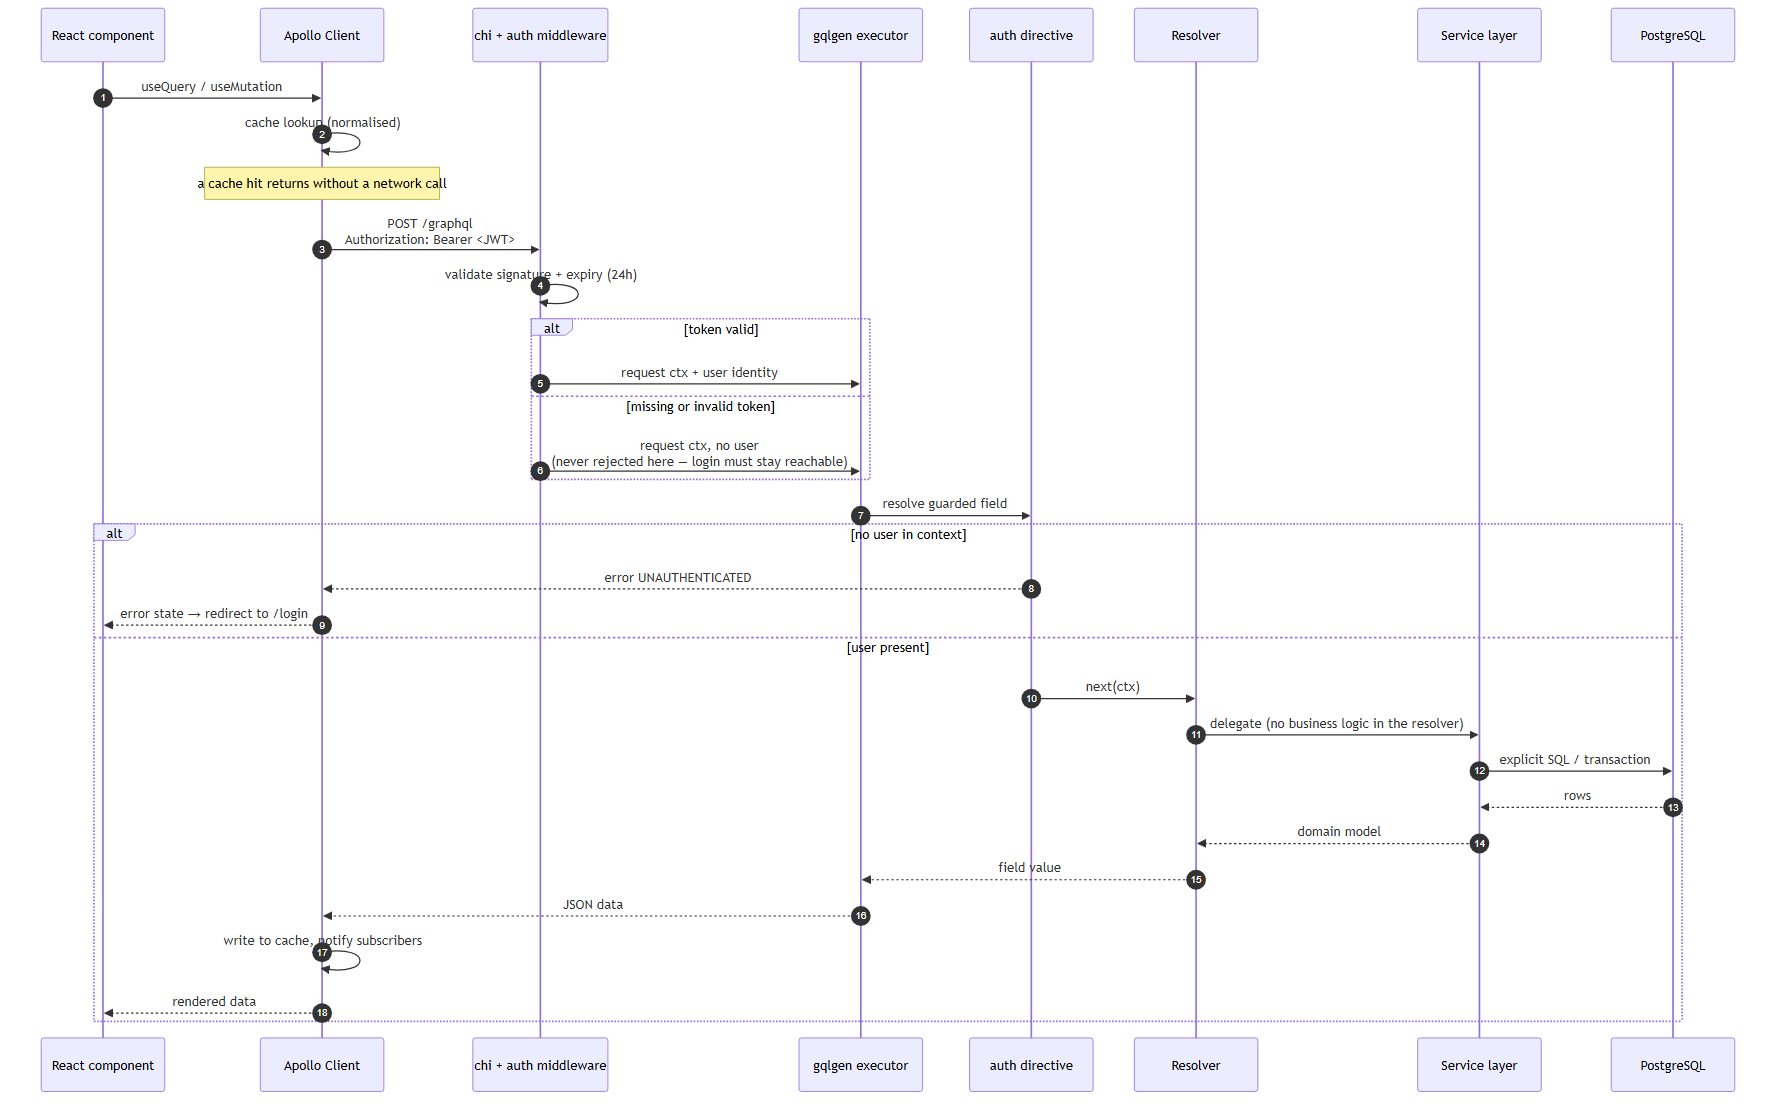 React component
Apollo Client
chi + auth middleware
gqlgen executor
auth directive
Resolver
Service layer
PostgreSQL
1
useQuery / useMutation
cache lookup (normalised)
2
a cache hit returns without a network call
POST /graphql
Authorization: Bearer <JWT>
3
validate signature + expiry (24h)
4
alt
[token valid]
request ctx + user identity
5
[missing or invalid token]
request ctx, no user
(never rejected here — login must stay reachable)
6
resolve guarded field
7
alt
[no user in context]
error UNAUTHENTICATED
8
error state → redirect to /login
9
[user present]
next(ctx)
10
delegate (no business logic in the resolver)
11
explicit SQL / transaction
12
rows
13
domain model
14
field value
15
JSON data
16
write to cache, notify subscribers
17
rendered data
18
React component
Apollo Client
chi + auth middleware
gqlgen executor
auth directive
Resolver
Service layer
PostgreSQL